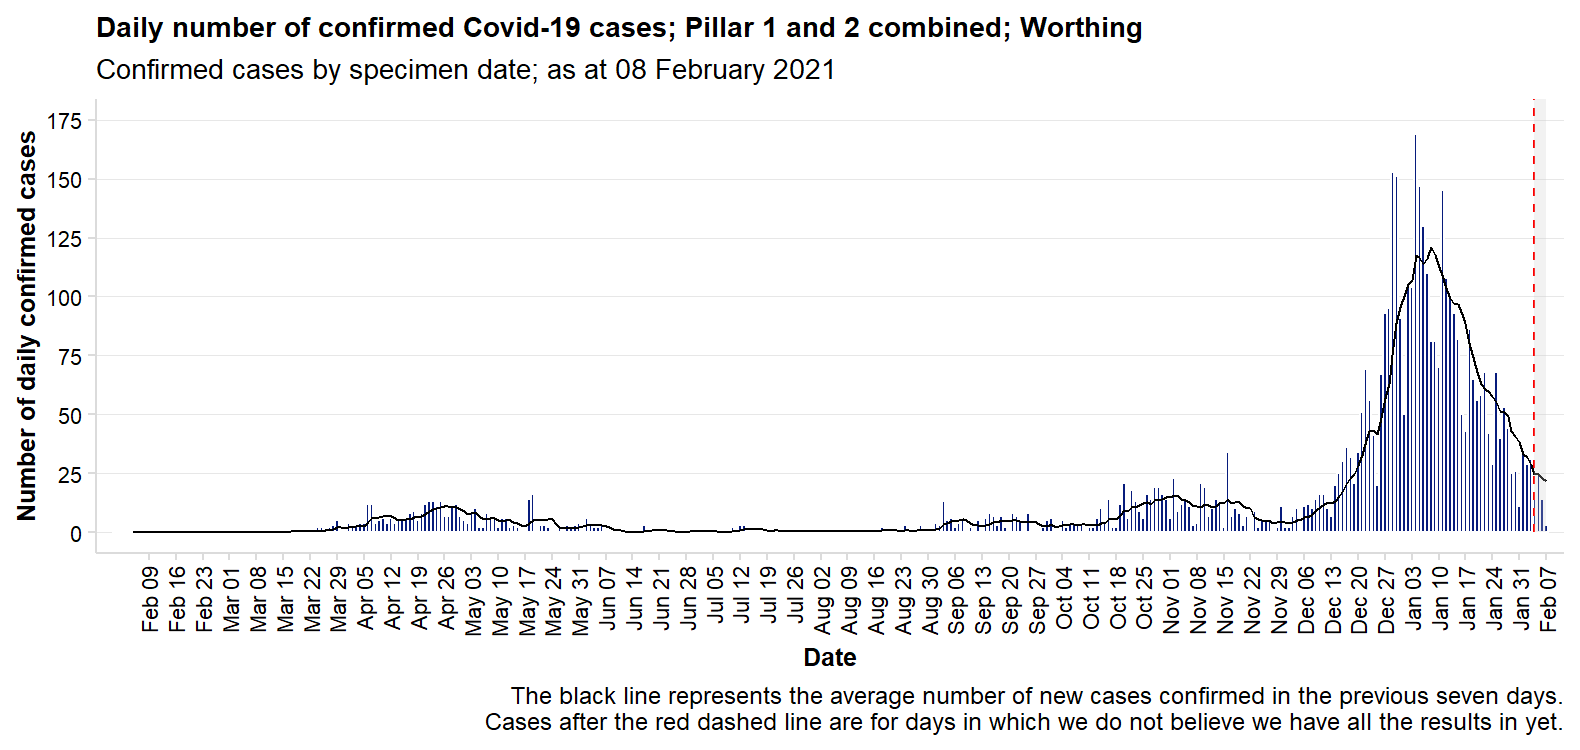 Daily number of confirmed Covid-19 cases; Pillar 1 and 2 combined; Worthing
Confirmed cases by specimen date; as at 08 February 2021
Number of daily confirmed cases
175
150
125
100
75
50
25
0
Feb 09
Feb 16
Feb 23
Mar 01
Mar 08
Mar 15
Mar 22
Mar 29
Apr 05
Apr 12
Apr 19
Apr 26
May 03
May 10
May 17
May 24
May 31
Jun 07
Jun 14
Jun 21
Jun 28
Jul 05
Jul 12
Jul 19
Jul 26
Aug 02
Aug 09
Aug 16
Aug 23
Aug 30
Sep 06
Sep 13
Sep 20
Sep 27
Oct 04
Oct 11
Oct 18
Oct 25
Nov 01
Nov 08
Nov 15
Nov 22
Nov 29
Dec 06
Dec 13
Dec 20
Dec 27
Jan 03
Jan 10
Jan 17
Jan 24
Jan 31
Feb 07
Date
The black line represents the average number of new cases confirmed in the previous seven days.
Cases after the red dashed line are for days in which we do not believe we have all the results in yet.